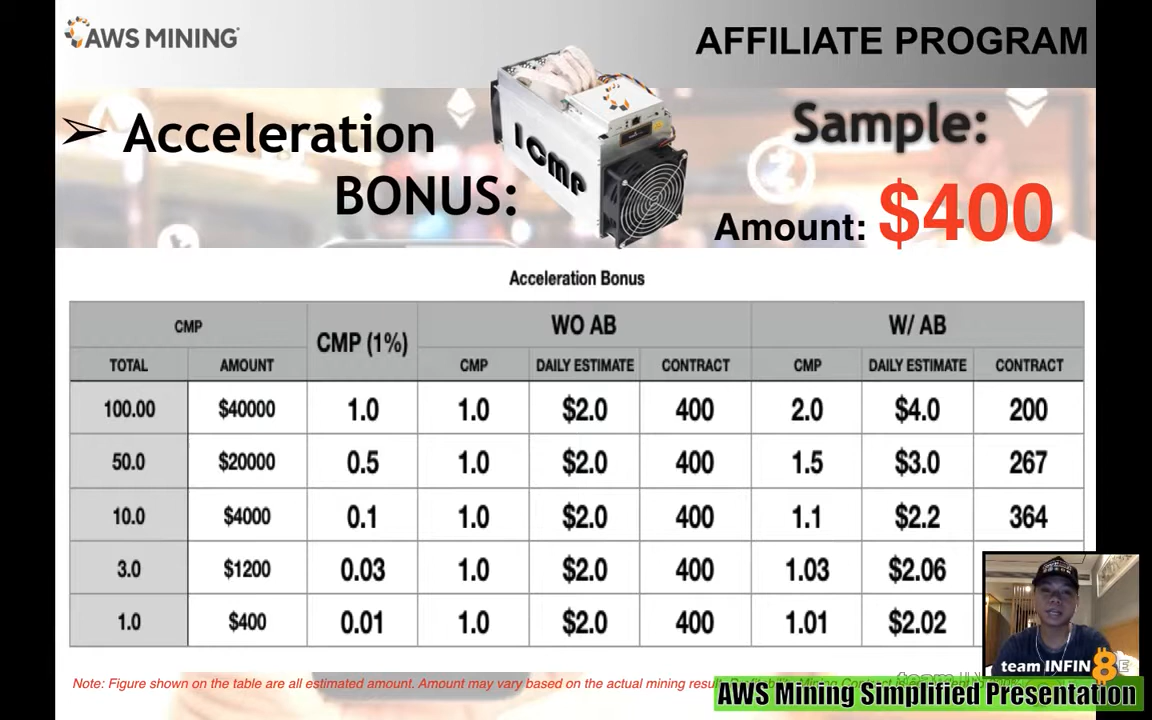 AWS MINING
AFFILIATE PROGRAM
➢ Acceleration
BONUS:
1CMP
Sample:
Amount: $400
Acceleration Bonus
CMP CMP (1%) WO AB W/ AB
TOTAL AMOUNT CMP DAILY ESTIMATE CONTRACT CMP DAILY ESTIMATE CONTRACT
100.00 $40000 1.0 1.0 $2.0 400 2.0 $4.0 200
50.0 $20000 0.5 1.0 $2.0 400 1.5 $3.0 267
10.0 $4000 0.1 1.0 $2.0 400 1.1 $2.2 364
3.0 $1200 0.03 1.0 $2.0 400 1.03 $2.06
1.0 $400 0.01 1.0 $2.0 400 1.01 $2.02
team INFIN8E
Note: Figure shown on the table are all estimated amount. Amount may vary based on the actual mining result
AWS Mining Simplified Presentation